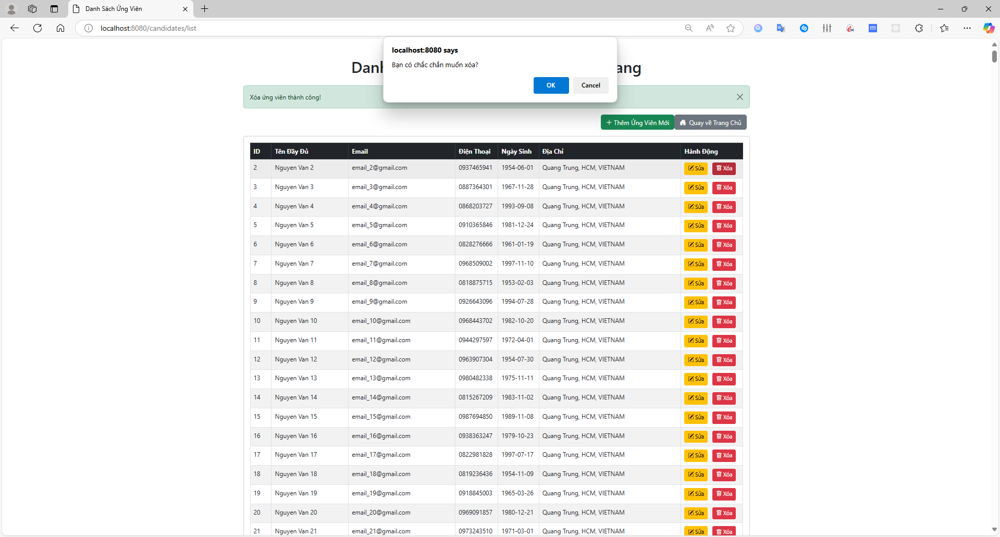 Danh Sách Ứng Viên
localhost:8080/candidates/list
localhost:8080 says
Bạn có chắc chắn muốn xóa?
OK Cancel
Xóa ứng viên thành công!
+ Thêm Ứng Viên Mới Quay về Trang Chủ
ID Tên Đầy Đủ Email Điện Thoại Ngày Sinh Địa Chỉ Hành Động
2 Nguyen Van 2 email_2@gmail.com 0937465941 1954-06-01 Quang Trung, HCM, VIETNAM Sửa Xóa
3 Nguyen Van 3 email_3@gmail.com 0887364301 1967-11-28 Quang Trung, HCM, VIETNAM Sửa Xóa
4 Nguyen Van 4 email_4@gmail.com 0868203727 1993-09-08 Quang Trung, HCM, VIETNAM Sửa Xóa
5 Nguyen Van 5 email_5@gmail.com 0910365846 1981-12-24 Quang Trung, HCM, VIETNAM Sửa Xóa
6 Nguyen Van 6 email_6@gmail.com 0828276666 1961-01-19 Quang Trung, HCM, VIETNAM Sửa Xóa
7 Nguyen Van 7 email_7@gmail.com 0968509002 1997-11-10 Quang Trung, HCM, VIETNAM Sửa Xóa
8 Nguyen Van 8 email_8@gmail.com 0818875715 1953-02-03 Quang Trung, HCM, VIETNAM Sửa Xóa
9 Nguyen Van 9 email_9@gmail.com 0926643096 1994-07-28 Quang Trung, HCM, VIETNAM Sửa Xóa
10 Nguyen Van 10 email_10@gmail.com 0968443702 1982-10-20 Quang Trung, HCM, VIETNAM Sửa Xóa
11 Nguyen Van 11 email_11@gmail.com 0944297597 1972-04-01 Quang Trung, HCM, VIETNAM Sửa Xóa
12 Nguyen Van 12 email_12@gmail.com 0963907304 1954-07-30 Quang Trung, HCM, VIETNAM Sửa Xóa
13 Nguyen Van 13 email_13@gmail.com 0980482338 1975-11-11 Quang Trung, HCM, VIETNAM Sửa Xóa
14 Nguyen Van 14 email_14@gmail.com 0815267209 1983-11-02 Quang Trung, HCM, VIETNAM Sửa Xóa
15 Nguyen Van 15 email_15@gmail.com 0987694850 1989-11-08 Quang Trung, HCM, VIETNAM Sửa Xóa
16 Nguyen Van 16 email_16@gmail.com 0938363247 1979-10-23 Quang Trung, HCM, VIETNAM Sửa Xóa
17 Nguyen Van 17 email_17@gmail.com 0822981828 1997-07-17 Quang Trung, HCM, VIETNAM Sửa Xóa
18 Nguyen Van 18 email_18@gmail.com 0819236436 1954-11-09 Quang Trung, HCM, VIETNAM Sửa Xóa
19 Nguyen Van 19 email_19@gmail.com 0918845003 1965-03-26 Quang Trung, HCM, VIETNAM Sửa Xóa
20 Nguyen Van 20 email_20@gmail.com 0969091857 1980-12-21 Quang Trung, HCM, VIETNAM Sửa Xóa
21 Nguyen Van 21 email_21@gmail.com 0973243510 1971-03-01 Quang Trung, HCM, VIETNAM Sửa Xóa